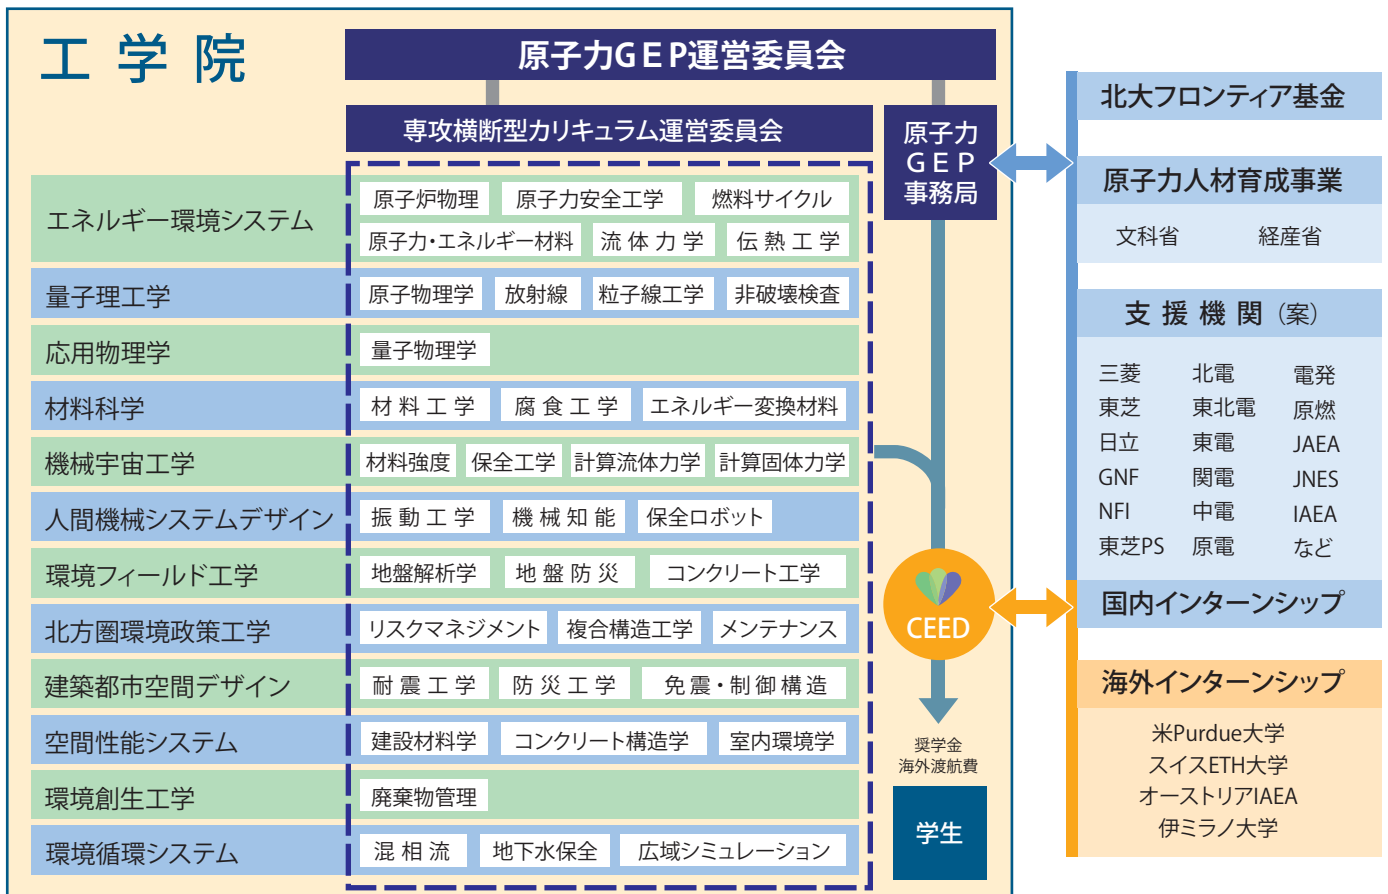 工学院
原子力GEP運営委員会
専攻横断型カリキュラム運営委員会
原子力
GEP
事務局
エネルギー環境システム
原子炉物理 原子力安全工学 燃料サイクル
原子力・エネルギー材料 流体力学 伝熱工学
量子理工学
原子物理学 放射線 粒子線工学 非破壊検査
応用物理学
量子物理学
材料科学
材料工学 腐食工学 エネルギー変換材料
機械宇宙工学
材料強度 保全工学 計算流体力学 計算固体力学
人間機械システムデザイン
振動工学 機械知能 保全ロボット
環境フィールド工学
地盤解析学 地盤防災 コンクリート工学
北方圏環境政策工学
リスクマネジメント 複合構造工学 メンテナンス
建築都市空間デザイン
耐震工学 防災工学 免震・制御構造
空間性能システム
建設材料学 コンクリート構造学 室内環境学
環境創生工学
廃棄物管理
環境循環システム
混相流 地下水保全 広域シミュレーション
CEED
奨学金
海外渡航費
学生
北大フロンティア基金
原子力人材育成事業
文科省 経産省
支援機関（案）
三菱 北電 電発
東芝 東北電 原燃
日立 東電 JAEA
GNF 関電 JNES
NFI 中電 IAEA
東芝PS 原電 など
国内インターンシップ
海外インターンシップ
米Purdue大学
スイスETH大学
オーストリアIAEA
伊ミラノ大学